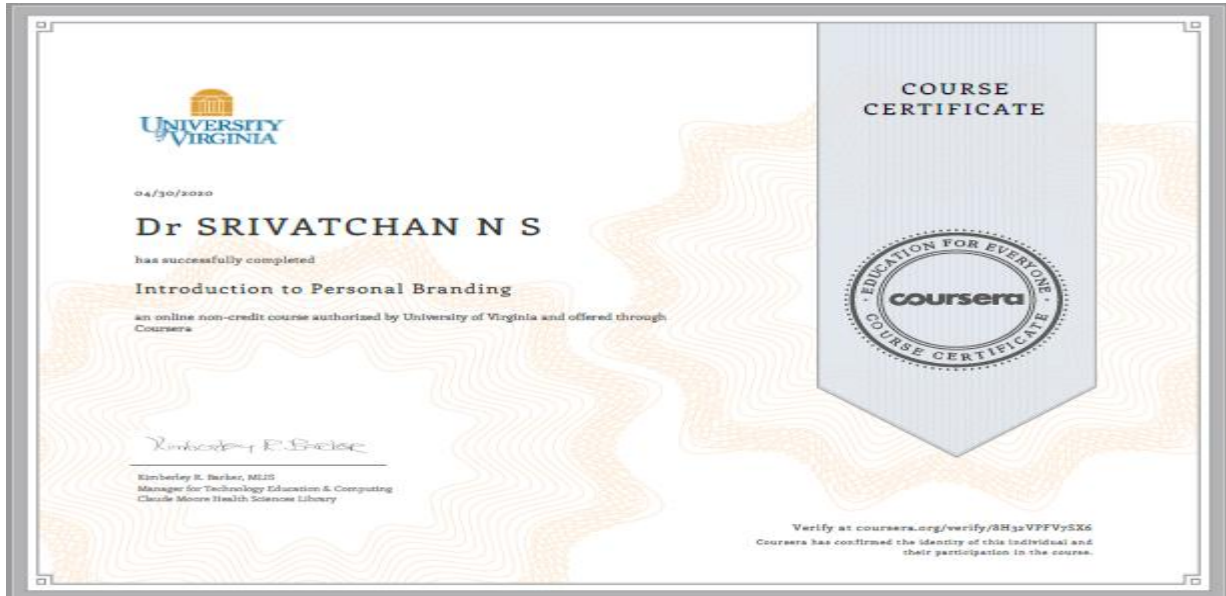 UNIVERSITY
of VIRGINIA
04/30/2020
Dr SRIVATCHAN N S
has successfully completed
Introduction to Personal Branding
an online non-credit course authorized by University of Virginia and offered through
Coursera
Kimberley R. Barker
Kimberley R. Barker, MLIS
Manager for Technology Education & Computing
Claude Moore Health Sciences Library
COURSE
CERTIFICATE
EDUCATION FOR EVERYONE
coursera
COURSE CERTIFICATE
Verify at coursera.org/verify/8H32VPFV7SX6
Coursera has confirmed the identity of this individual and
their participation in the course.